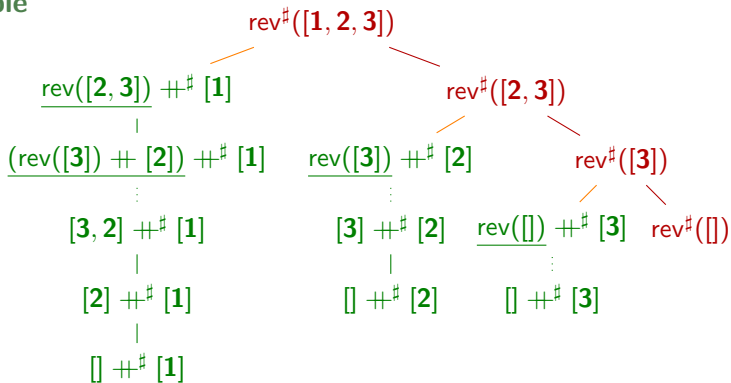 rev♯([1, 2, 3])
rev([2, 3]) ++♯ [1] rev♯([2, 3])
(rev([3]) ++ [2]) ++♯ [1] rev([3]) ++♯ [2] rev♯([3])
[3, 2] ++♯ [1] [3] ++♯ [2] rev([]) ++♯ [3] rev♯([])
[2] ++♯ [1] [] ++♯ [2] [] ++♯ [3]
[] ++♯ [1]